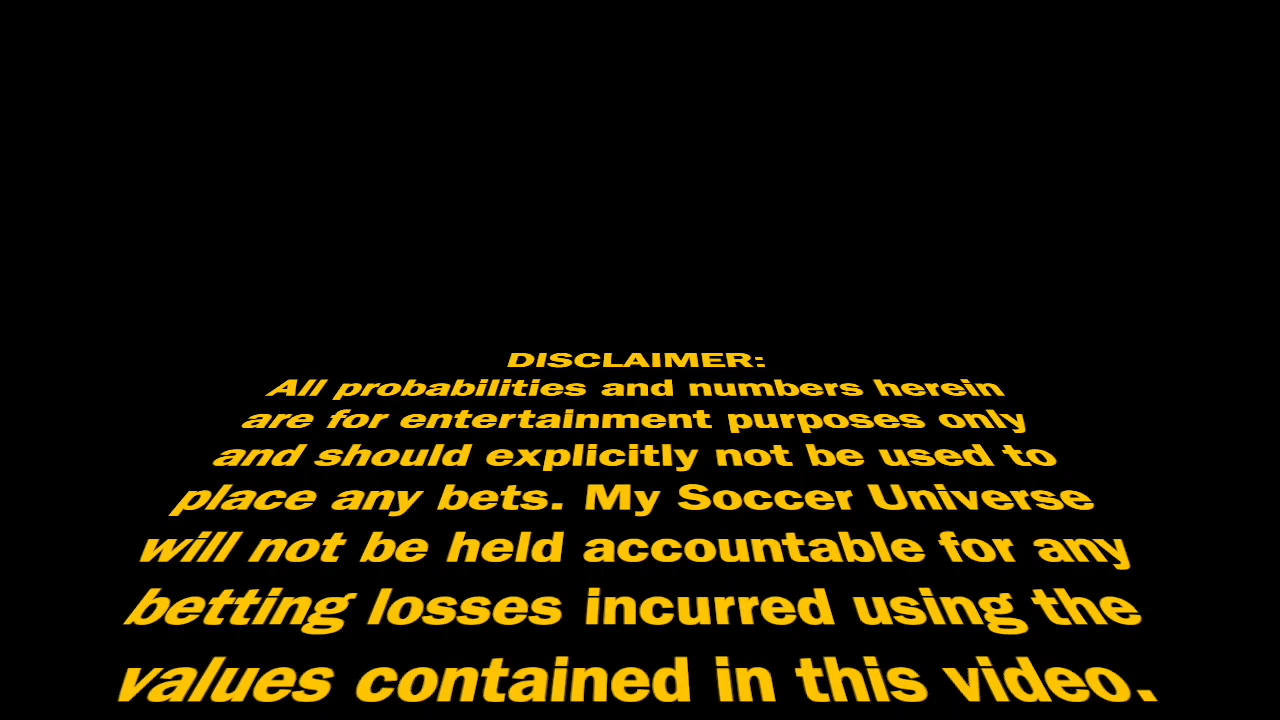 DISCLAIMER:
All probabilities and numbers herein
are for entertainment purposes only
and should explicitly not be used to
place any bets. My Soccer Universe
will not be held accountable for any
betting losses incurred using the
values contained in this video.